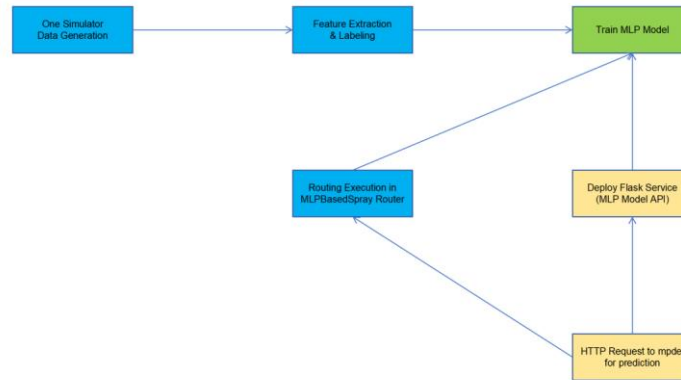 One Simulator
Data Generation
Feature Extraction
& Labeling
Train MLP Model
Routing Execution in
MLPBasedSpray Router
Deploy Flask Service
(MLP Model API)
HTTP Request to mpde
for prediction